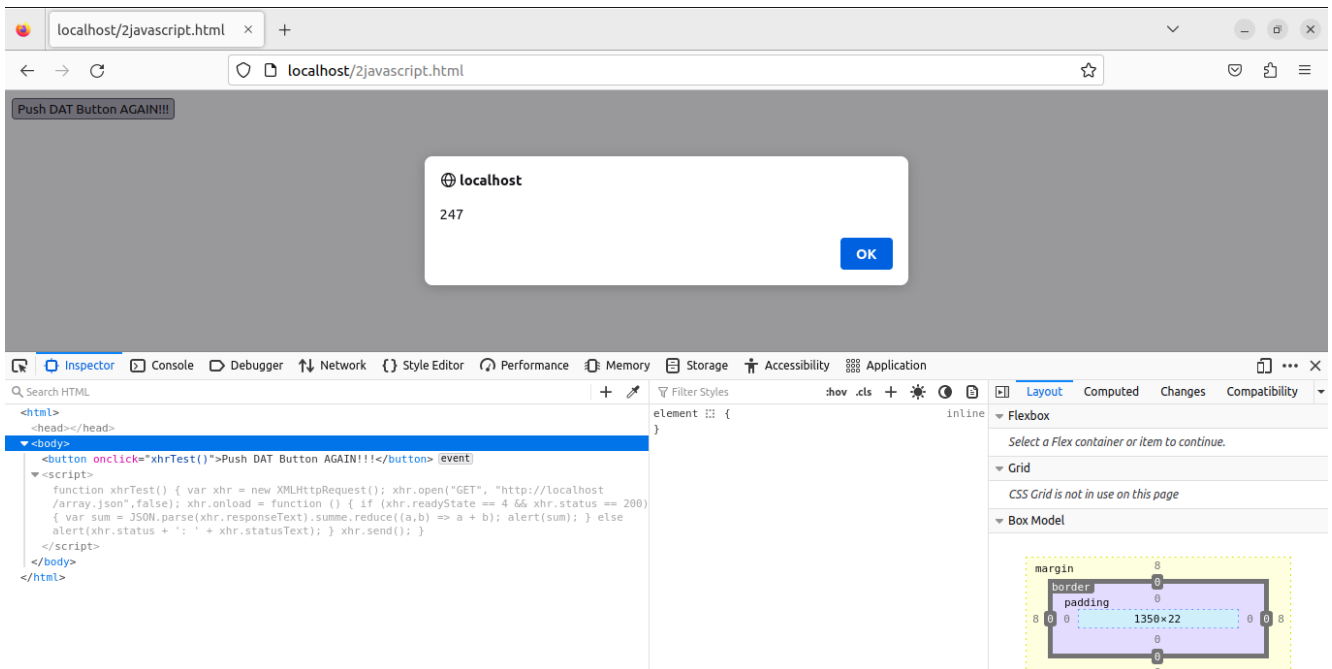 localhost/2javascript.html
localhost/2javascript.html
Push DAT Button AGAIN!!!
localhost
247
OK
Inspector Console Debugger Network {} Style Editor Performance Memory Storage Accessibility Application
Search HTML
<html>
<head></head>
<body>
<button onclick="xhrTest()">Push DAT Button AGAIN!!!</button> event
<script>
function xhrTest() { var xhr = new XMLHttpRequest(); xhr.open("GET", "http://localhost
/array.json",false); xhr.onload = function () { if (xhr.readyState == 4 && xhr.status == 200)
{ var sum = JSON.parse(xhr.responseText).summe.reduce((a,b) => a + b); alert(sum); } else
alert(xhr.status + ': ' + xhr.statusText); } xhr.send(); }
</script>
</body>
</html>
Filter Styles :hov .cls
element { inline
}
Layout Computed Changes Compatibility
Flexbox
Select a Flex container or item to continue.
Grid
CSS Grid is not in use on this page
Box Model
margin 8
border 0
padding 0
8 0 0 1350×22 0 0 8
0
0